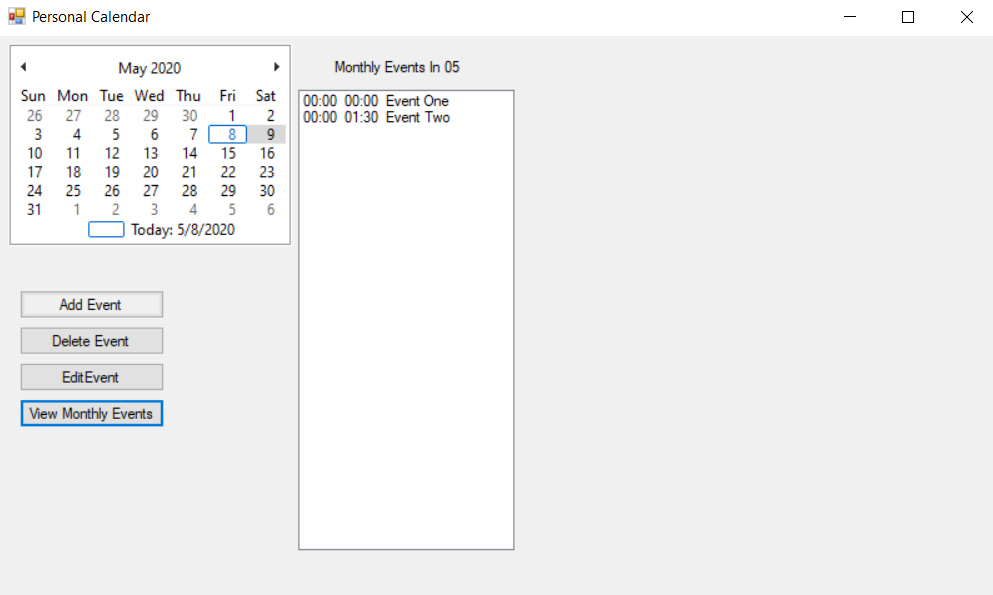 Personal Calendar
May 2020
Sun Mon Tue Wed Thu Fri Sat
26 27 28 29 30 1 2
3 4 5 6 7 8 9
10 11 12 13 14 15 16
17 18 19 20 21 22 23
24 25 26 27 28 29 30
31 1 2 3 4 5 6
Today: 5/8/2020
Add Event
Delete Event
EditEvent
View Monthly Events
Monthly Events In 05
00:00 00:00 Event One
00:00 01:30 Event Two